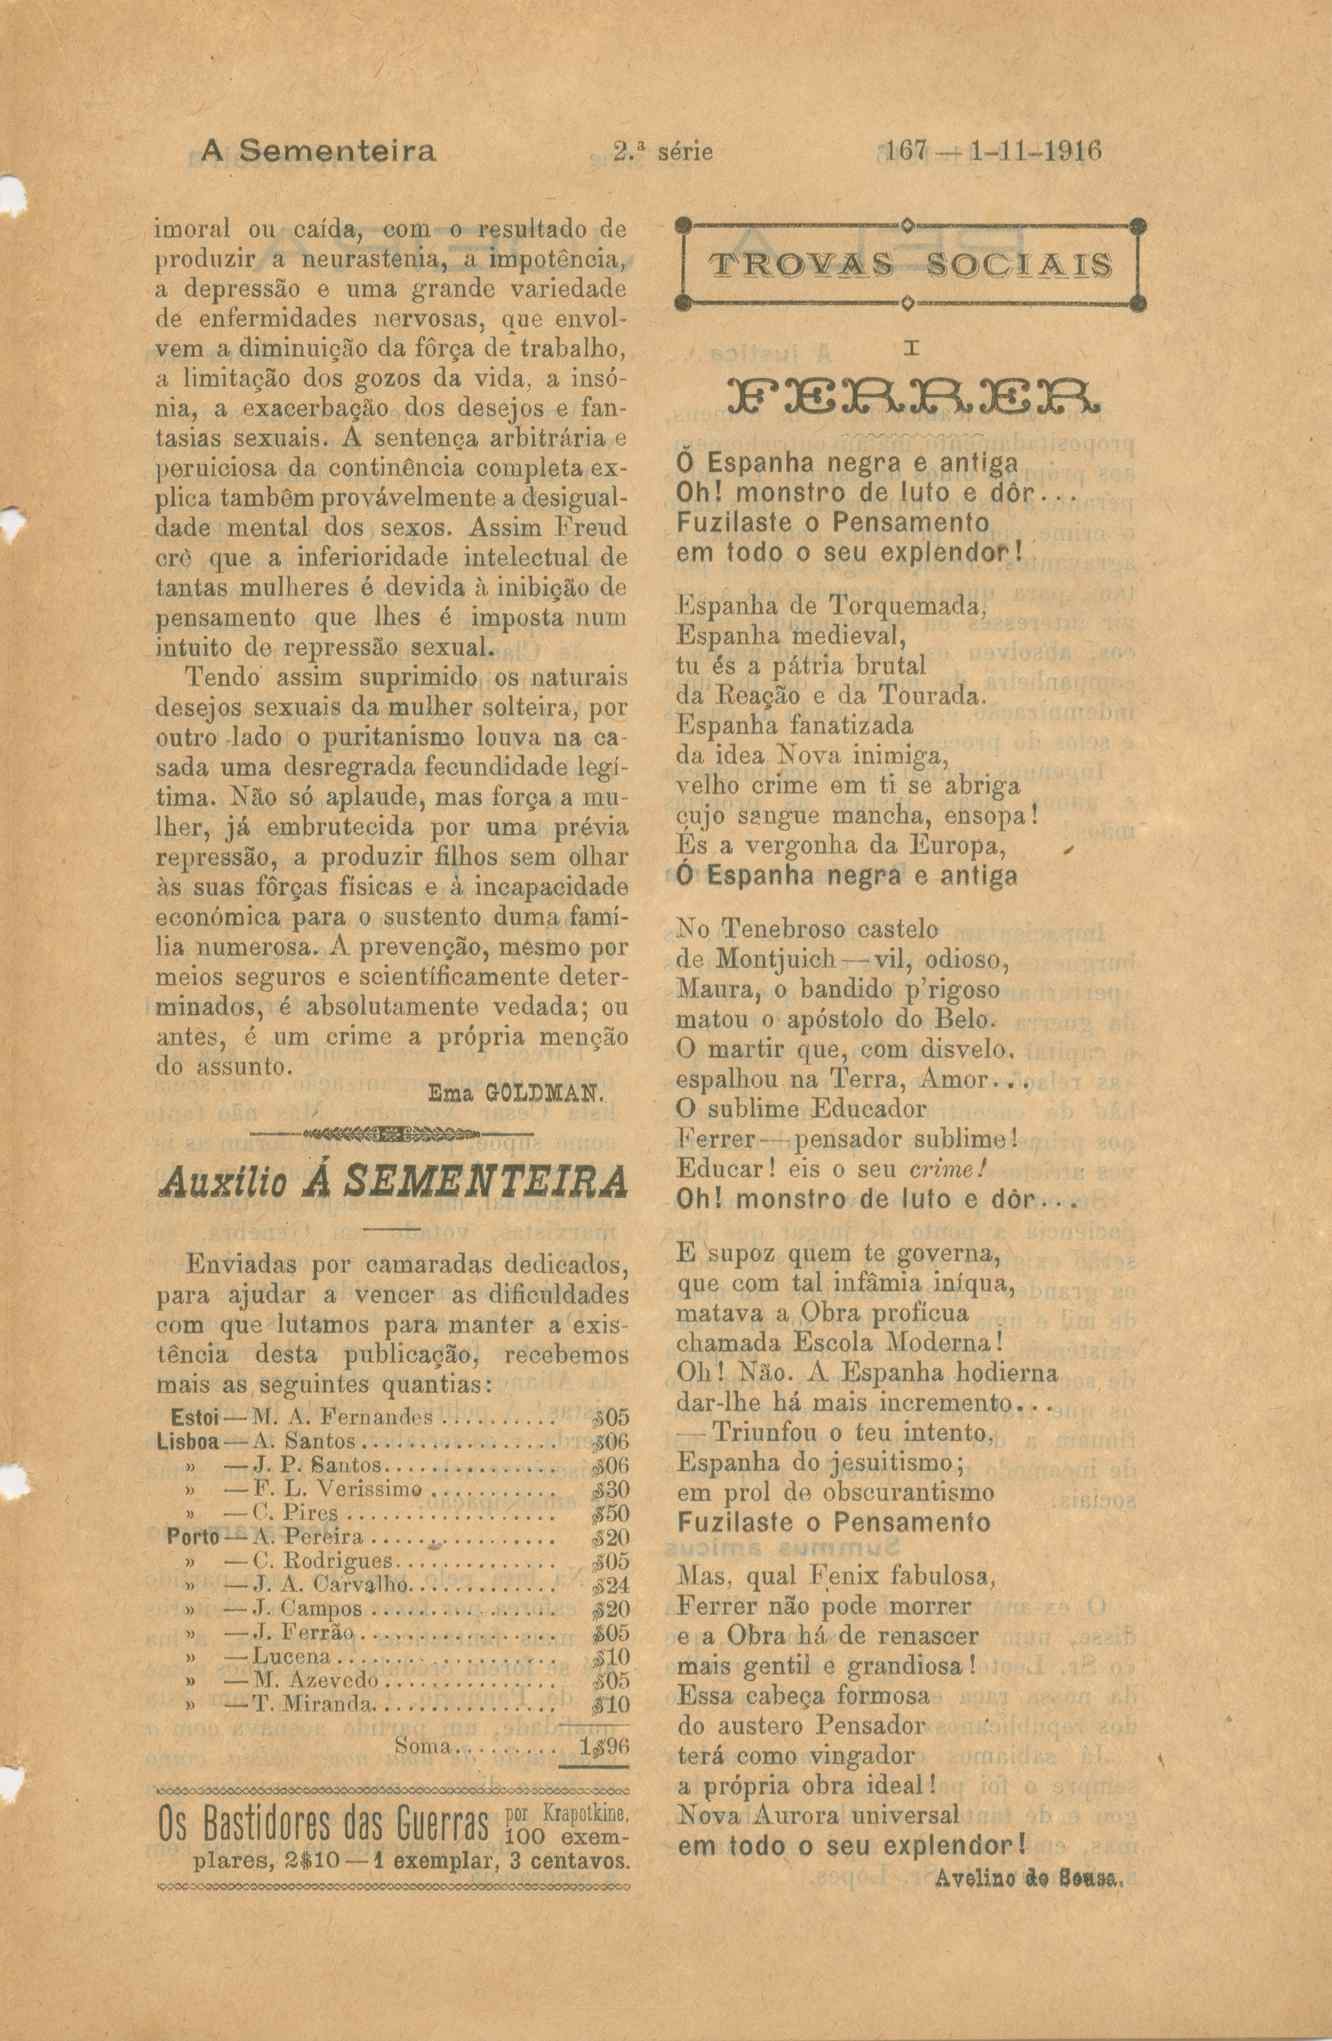 A Sementeira 2.ª série 167 — 1-11-1916
imoral ou caída, com o resultado de
produzir a neurastenia, a impotência,
a depressão e uma grande variedade
de enfermidades nervosas, que envol-
vem a diminuição da fôrça de trabalho,
a limitação dos gozos da vida, a insó-
nia, a exacerbação dos desejos e fan-
tasias sexuais. A sentença arbitrária e
perniciosa da continência completa ex-
plica também provávelmente a desigual-
dade mental dos sexos. Assim Freud
crê que a inferioridade intelectual de
tantas mulheres é devida à inibição de
pensamento que lhes é imposta num
intuito de repressão sexual.
Tendo assim suprimido os naturais
desejos sexuais da mulher solteira, por
outro lado o puritanismo louva na ca-
sada uma desregrada fecundidade legí-
tima. Não só aplaude, mas força a mu-
lher, já embrutecida por uma prévia
repressão, a produzir filhos sem olhar
às suas fôrças físicas e à incapacidade
económica para o sustento duma famí-
lia numerosa. A prevenção, mesmo por
meios seguros e scientíficamente deter-
minados, é absolutamente vedada; ou
antes, é um crime a própria menção
do assunto.
Ema GOLDMAN.
Auxílio Á SEMENTEIRA
Enviadas por camaradas dedicados,
para ajudar a vencer as dificuldades
com que lutamos para manter a exis-
tência desta publicação, recebemos
mais as seguintes quantias:
Estoi — M. A. Fernandes .......... $05
Lisboa — A. Santos .......... $06
» — J. P. Santos .......... $06
» — F. L. Verissimo .......... $30
» — C. Pires .......... $50
Porto — A. Pereira .......... $20
» — C. Rodrigues .......... $05
» — J. A. Carvalho .......... $24
» — J. Campos .......... $20
» — J. Ferrão .......... $05
» — Lucena .......... $10
» — M. Azevedo .......... $05
» — T. Miranda .......... $10
Soma ......... 1$96
Os Bastidores das Guerras por Krapotkine, 100 exem-
plares, 2$10 — 1 exemplar, 3 centavos.
TROVAS SOCIAIS
I
FERRER
Ó Espanha negra e antiga
Oh! monstro de luto e dôr...
Fuzilaste o Pensamento
em todo o seu explendor!
Espanha de Torquemada,
Espanha medieval,
tu és a pátria brutal
da Reação e da Tourada.
Espanha fanatizada
da idea Nova inimiga,
velho crime em ti se abriga
cujo sangue mancha, ensopa!
És a vergonha da Europa,
Ó Espanha negra e antiga
No Tenebroso castelo
de Montjuich — vil, odioso,
Maura, o bandido p'rigoso
matou o apóstolo do Belo.
O martir que, com disvelo,
espalhou na Terra, Amor...
O sublime Educador
Ferrer — pensador sublime!
Educar! eis o seu crime!
Oh! monstro de luto e dôr...
E supoz quem te governa,
que com tal infâmia iníqua,
matava a Obra profícua
chamada Escola Moderna!
Oh! Não. A Espanha hodierna
dar-lhe há mais incremento...
— Triunfou o teu intento,
Espanha do jesuitismo;
em prol do obscurantismo
Fuzilaste o Pensamento
Mas, qual Fenix fabulosa,
Ferrer não pode morrer
e a Obra há de renascer
mais gentil e grandiosa!
Essa cabeça formosa
do austero Pensador
terá como vingador
a própria obra ideal!
Nova Aurora universal
em todo o seu explendor!
Avelino de Sousa.